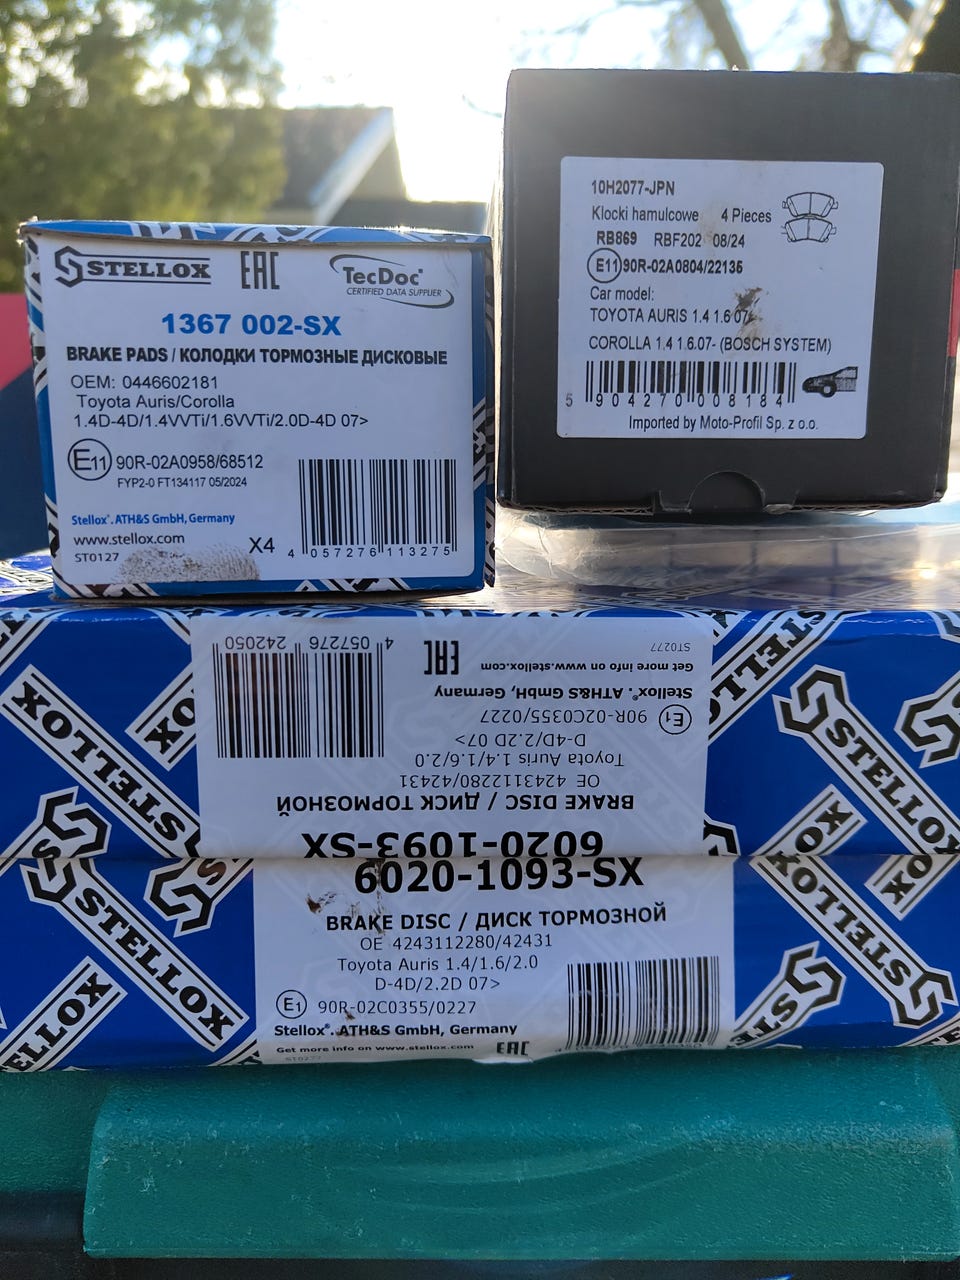 STELLOX EAC TecDoc®
CERTIFIED DATA SUPPLIER
1367 002-SX
BRAKE PADS / КОЛОДКИ ТОРМОЗНЫЕ ДИСКОВЫЕ
OEM: 0446602181
Toyota Auris/Corolla
1.4D-4D/1.4VVTi/1.6VVTi/2.0D-4D 07>
E11 90R-02A0958/68512
FYP2-0 FT134117 05/2024
Stellox®. ATH&S GmbH, Germany
www.stellox.com
ST0127
X4
4 057276 113275
10H2077-JPN
Klocki hamulcowe 4 Pieces
RB869 RBF202 08/24
E11 90R-02A0804/22136
Car model:
TOYOTA AURIS 1.4 1.6 07-
COROLLA 1.4 1.6.07- (BOSCH SYSTEM)
5 904270 008184
Imported by Moto-Profil Sp. z o.o.
6020-1093-SX
BRAKE DISC / ДИСК ТОРМОЗНОЙ
OE 4243112280/42431
Toyota Auris 1.4/1.6/2.0
D-4D/2.2D 07>
E1 90R-02C0355/0227
Stellox®. ATH&S GmbH, Germany
Get more info on www.stellox.com
ST0277
EAC
4 057276 242050
STELLOX
STELLOX
STELLOX
6020-1093-SX
BRAKE DISC / ДИСК ТОРМОЗНОЙ
OE 4243112280/42431
Toyota Auris 1.4/1.6/2.0
D-4D/2.2D 07>
E1 90R-02C0355/0227
Stellox®. ATH&S GmbH, Germany
Get more info on www.stellox.com EAC
ST0277
STELLOX
STELLOX